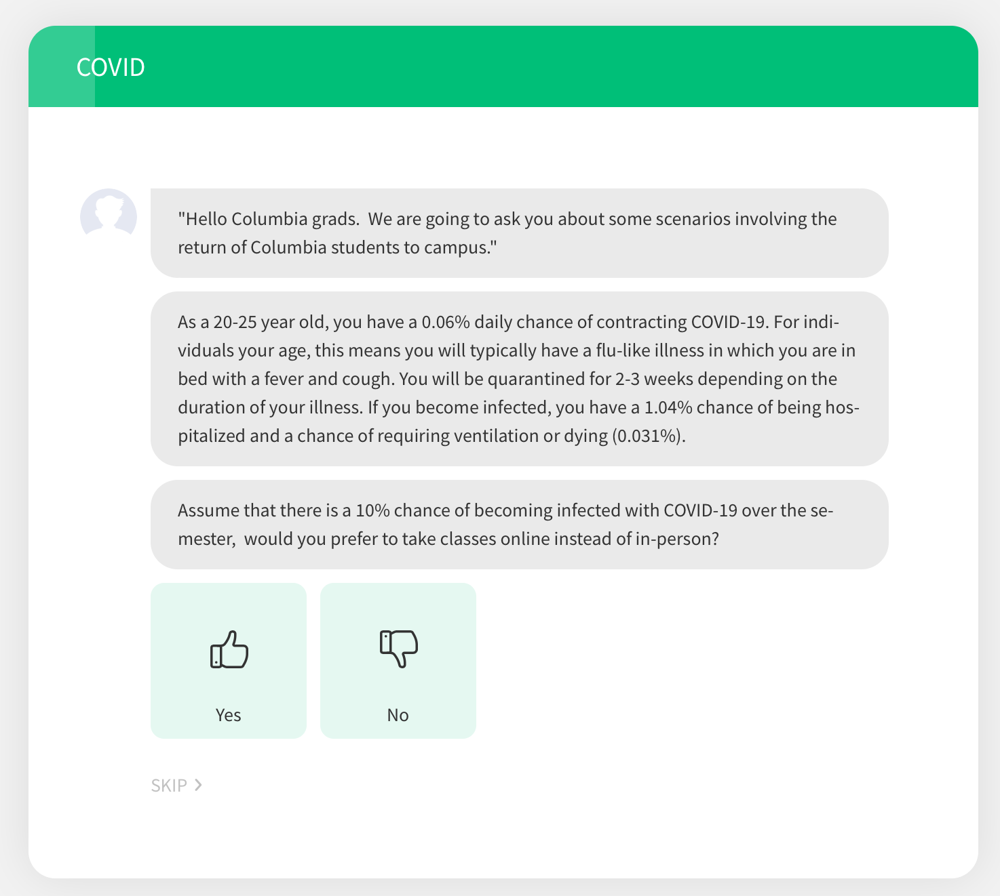 COVID
"Hello Columbia grads.  We are going to ask you about some scenarios involving the
return of Columbia students to campus."
As a 20-25 year old, you have a 0.06% daily chance of contracting COVID-19. For indi-
viduals your age, this means you will typically have a flu-like illness in which you are in
bed with a fever and cough. You will be quarantined for 2-3 weeks depending on the
duration of your illness. If you become infected, you have a 1.04% chance of being hos-
pitalized and a chance of requiring ventilation or dying (0.031%).
Assume that there is a 10% chance of becoming infected with COVID-19 over the se-
mester,  would you prefer to take classes online instead of in-person?
Yes
No
SKIP